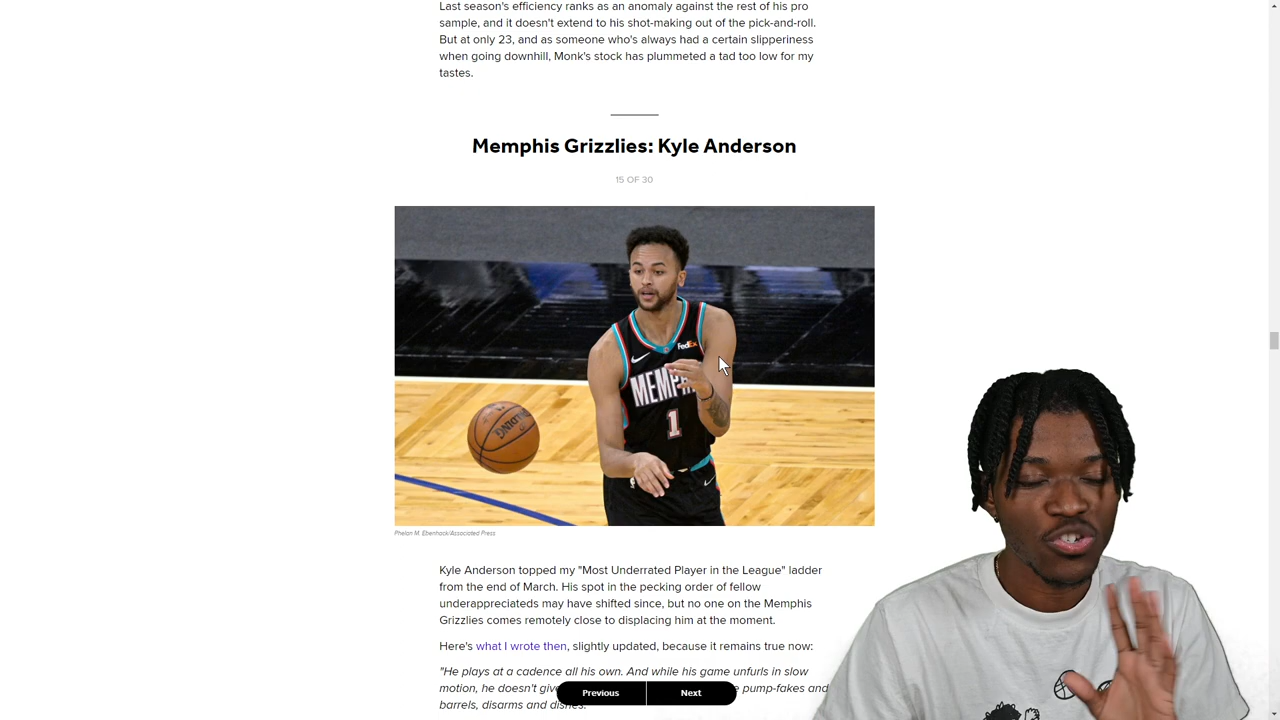 Last season's efficiency ranks as an anomaly against the rest of his pro
sample, and it doesn't extend to his shot-making out of the pick-and-roll.
But at only 23, and as someone who's always had a certain slipperiness
when going downhill, Monk's stock has plummeted a tad too low for my
tastes.
Memphis Grizzlies: Kyle Anderson
15 OF 30
FedEx
MEMPH
1
Phelan M. Ebenhack/Associated Press
Kyle Anderson topped my "Most Underrated Player in the League" ladder
from the end of March. His spot in the pecking order of fellow
underappreciateds may have shifted since, but no one on the Memphis
Grizzlies comes remotely close to displacing him at the moment.
Here's what I wrote then, slightly updated, because it remains true now:
"He plays at a cadence all his own. And while his game unfurls in slow
motion, he doesn't give pump-fakes and
barrels, disarms and dishes.
Previous Next